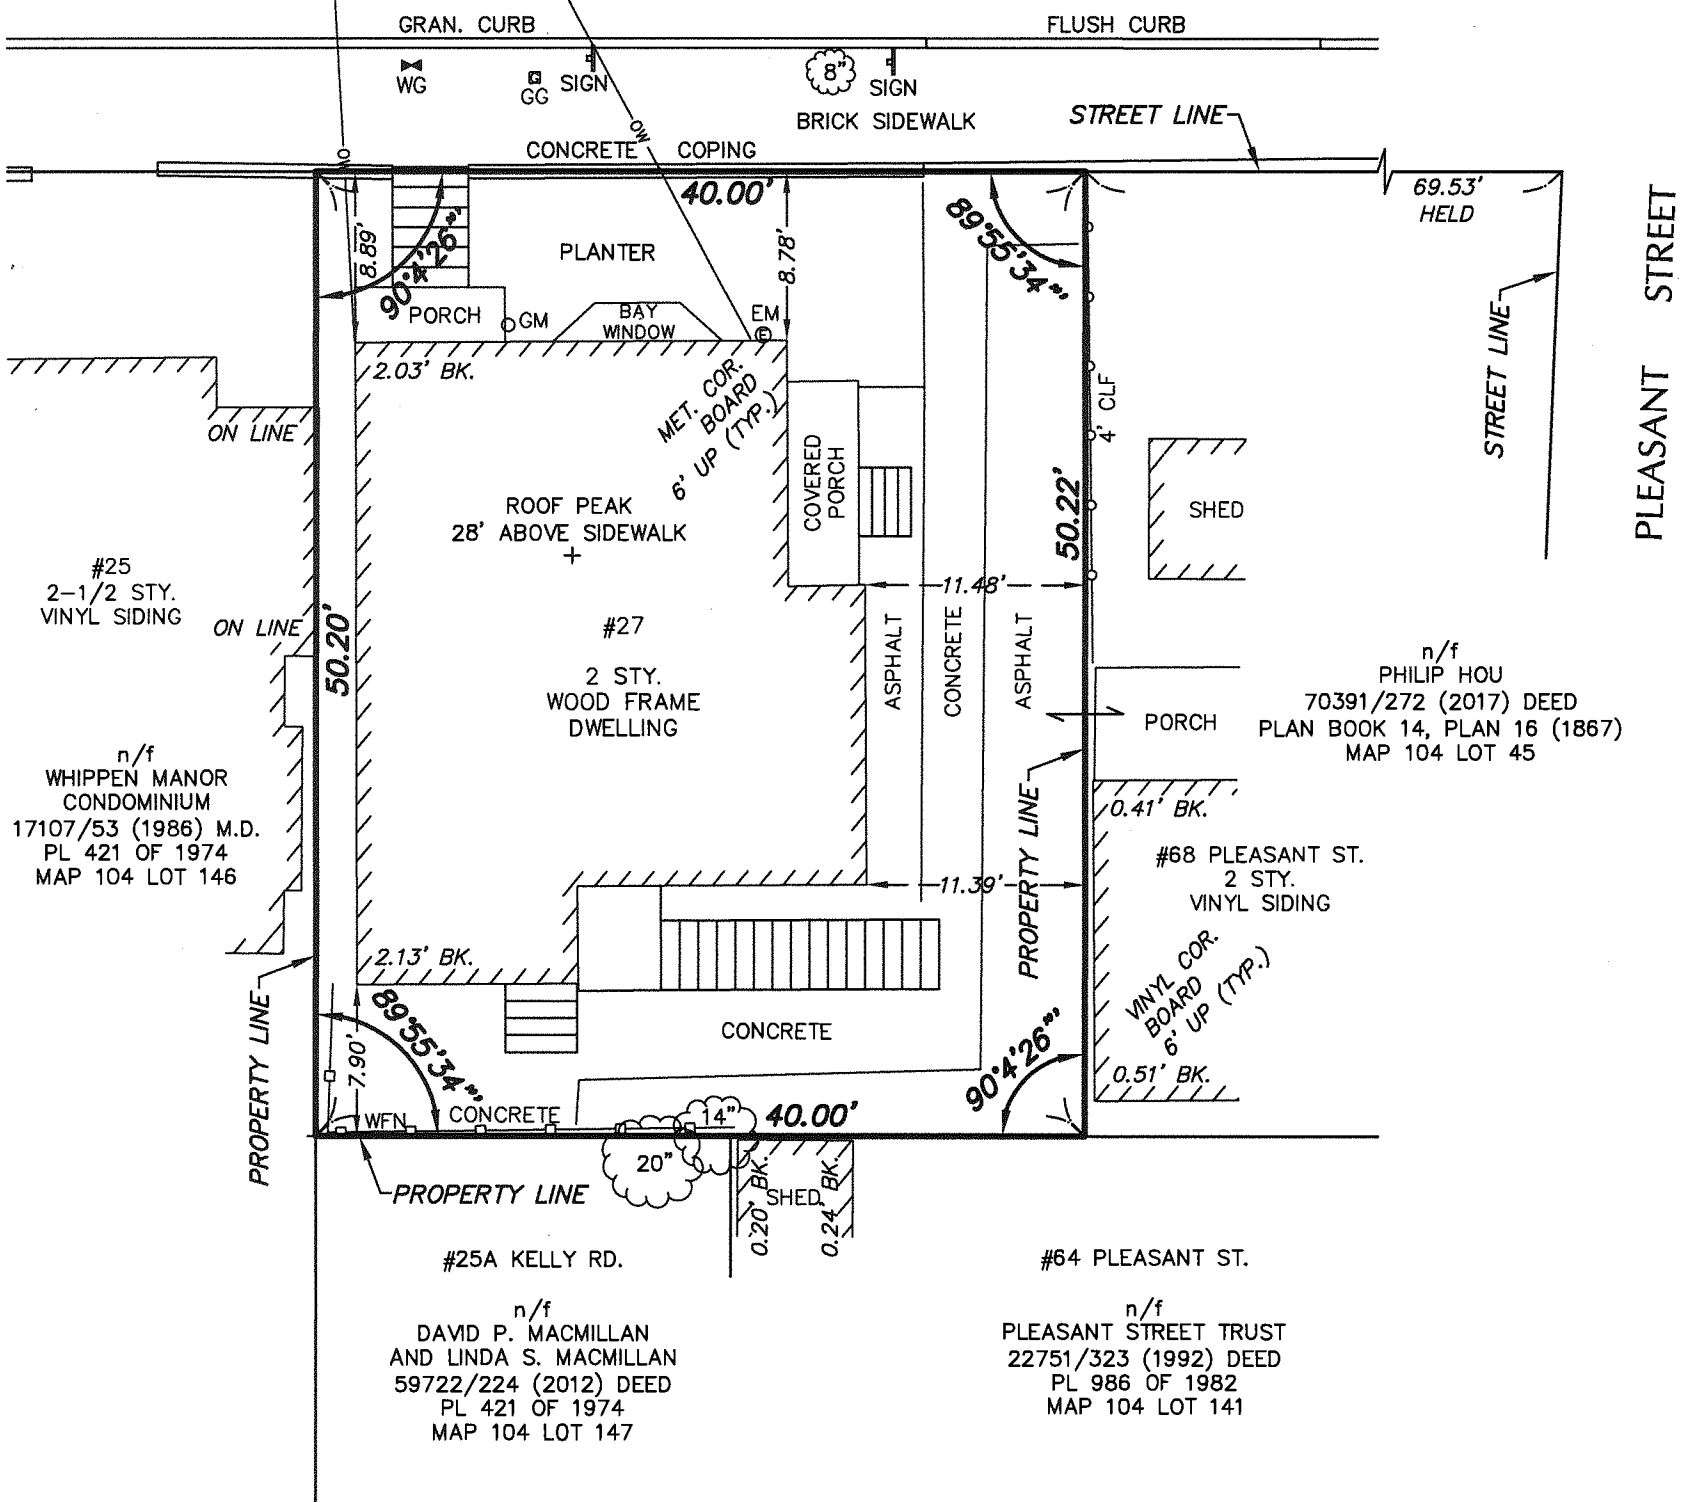 GRAN. CURB
FLUSH CURB
WG
G
GG
SIGN
8"
SIGN
BRICK SIDEWALK
STREET LINE
OW
OW
CONCRETE COPING
40.00'
69.53'
HELD
8.89'
90°4'26"
PLANTER
8.78'
89°55'34"
PORCH
GM
BAY
WINDOW
EM
E
2.03' BK.
MET. COR.
BOARD
6' UP (TYP.)
STREET LINE
PLEASANT STREET
ON LINE
4' CLF
COVERED
PORCH
ROOF PEAK
28' ABOVE SIDEWALK
50.22'
SHED
#25
2-1/2 STY.
VINYL SIDING
ON LINE
50.20'
#27
2 STY.
WOOD FRAME
DWELLING
11.48'
ASPHALT
CONCRETE
ASPHALT
PORCH
n/f
PHILIP HOU
70391/272 (2017) DEED
PLAN BOOK 14, PLAN 16 (1867)
MAP 104 LOT 45
n/f
WHIPPEN MANOR
CONDOMINIUM
17107/53 (1986) M.D.
PL 421 OF 1974
MAP 104 LOT 146
PROPERTY LINE
0.41' BK.
#68 PLEASANT ST.
2 STY.
VINYL SIDING
11.39'
2.13' BK.
VINYL COR.
BOARD
6' UP (TYP.)
PROPERTY LINE
89°55'34"
7.90'
CONCRETE
90°4'26"
0.51' BK.
WFN
CONCRETE
14"
40.00'
20"
PROPERTY LINE
0.20' BK.
SHED
0.24' BK.
#25A KELLY RD.
#64 PLEASANT ST.
n/f
DAVID P. MACMILLAN
AND LINDA S. MACMILLAN
59722/224 (2012) DEED
PL 421 OF 1974
MAP 104 LOT 147
n/f
PLEASANT STREET TRUST
22751/323 (1992) DEED
PL 986 OF 1982
MAP 104 LOT 141